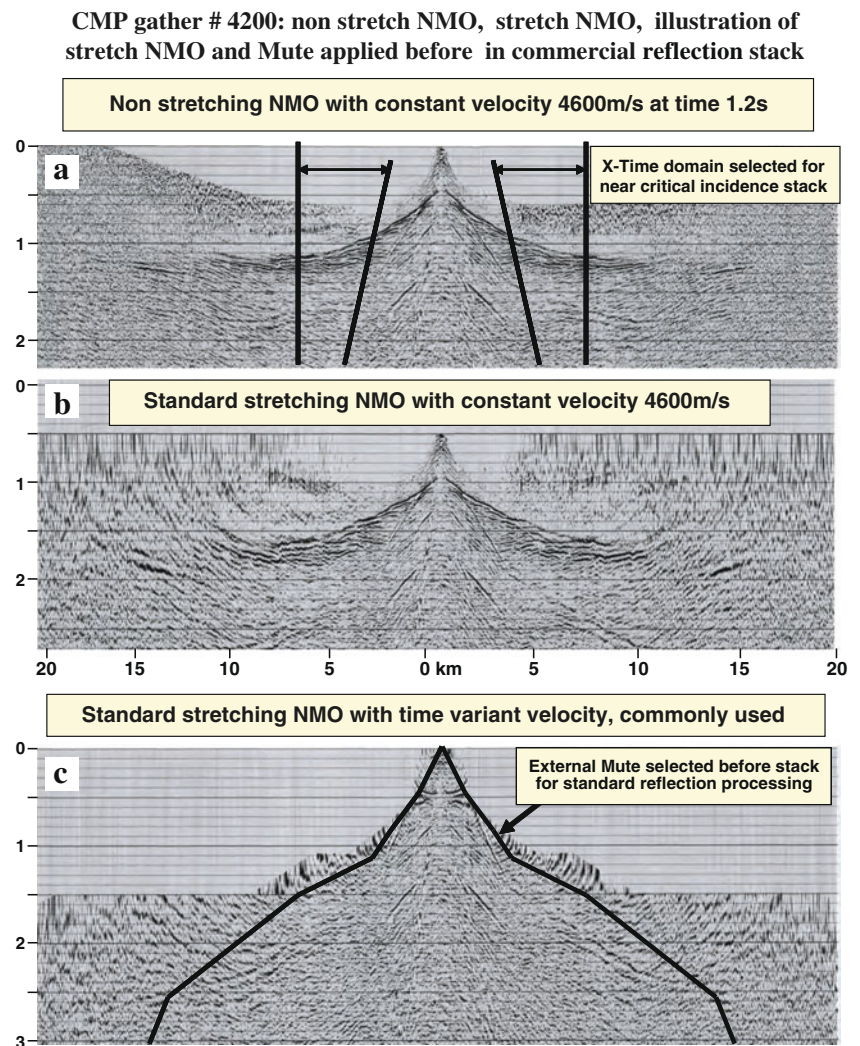 CMP gather # 4200: non stretch NMO, stretch NMO, illustration of
stretch NMO and Mute applied before in commercial reflection stack
Non stretching NMO with constant velocity 4600m/s at time 1.2s
0
a
X-Time domain selected for
near critical incidence stack
1
2
0
b
Standard stretching NMO with constant velocity 4600m/s
1
2
20 15 10 5 0 km 5 10 15 20
Standard stretching NMO with time variant velocity, commonly used
0
c
External Mute selected before stack
for standard reflection processing
1
2
3